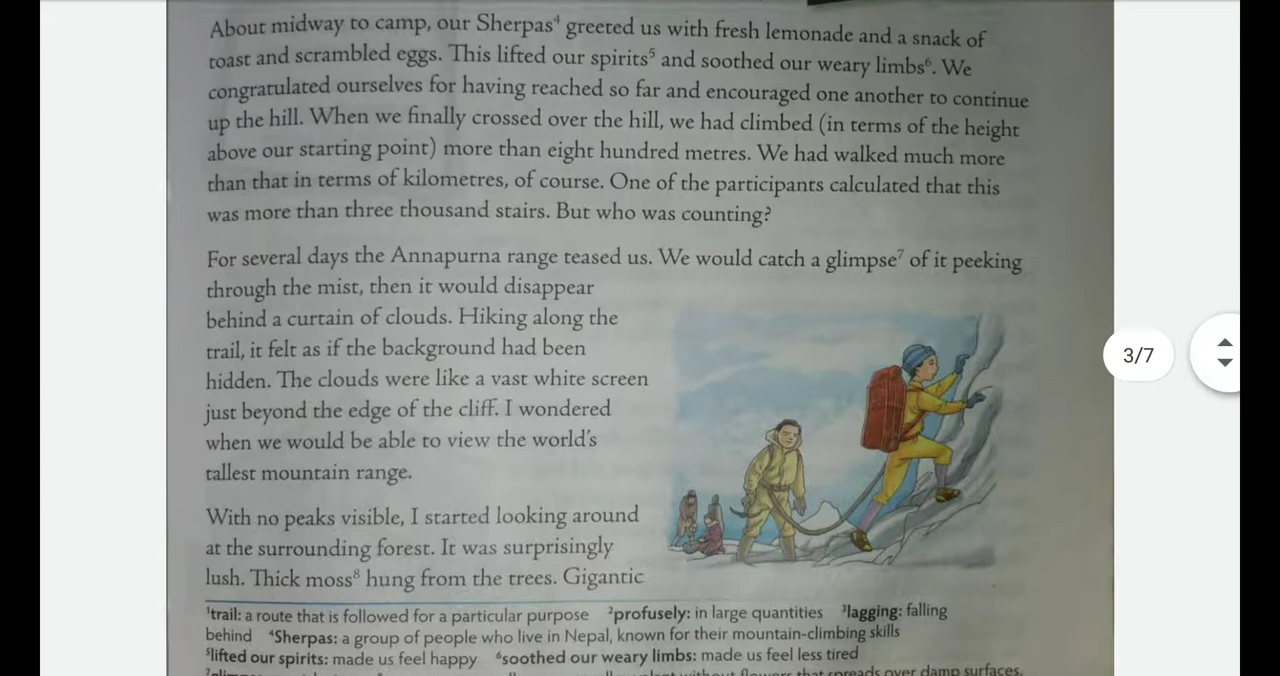 About midway to camp, our Sherpas⁴ greeted us with fresh lemonade and a snack of
toast and scrambled eggs. This lifted our spirits⁵ and soothed our weary limbs⁶. We
congratulated ourselves for having reached so far and encouraged one another to continue
up the hill. When we finally crossed over the hill, we had climbed (in terms of the height
above our starting point) more than eight hundred metres. We had walked much more
than that in terms of kilometres, of course. One of the participants calculated that this
was more than three thousand stairs. But who was counting?
For several days the Annapurna range teased us. We would catch a glimpse⁷ of it peeking
through the mist, then it would disappear
behind a curtain of clouds. Hiking along the
trail, it felt as if the background had been
hidden. The clouds were like a vast white screen
just beyond the edge of the cliff. I wondered
when we would be able to view the world's
tallest mountain range.
With no peaks visible, I started looking around
at the surrounding forest. It was surprisingly
lush. Thick moss⁸ hung from the trees. Gigantic
¹trail: a route that is followed for a particular purpose ²profusely: in large quantities ³lagging: falling
behind ⁴Sherpas: a group of people who live in Nepal, known for their mountain-climbing skills
⁵lifted our spirits: made us feel happy ⁶soothed our weary limbs: made us feel less tired
without flowers that spreads over damp surfaces,
3/7